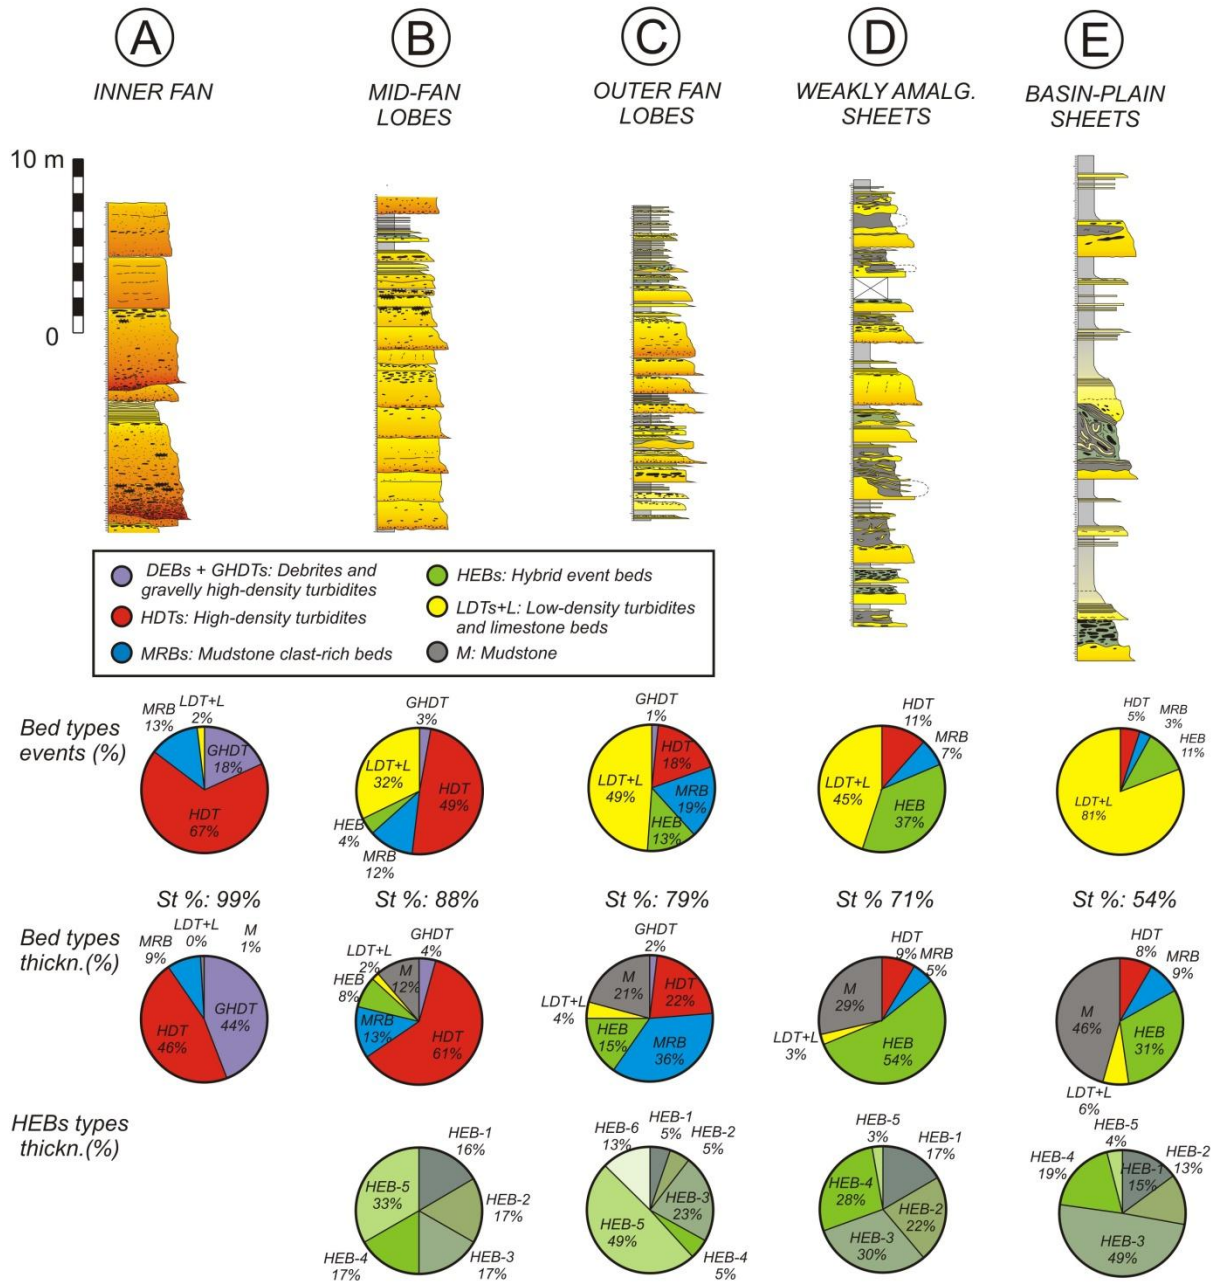 A
B
C
D
E
INNER FAN
MID-FAN
LOBES
OUTER FAN
LOBES
WEAKLY AMALG.
SHEETS
BASIN-PLAIN
SHEETS
10 m
0
DEBs + GHDTs: Debrites and
gravelly high-density turbidites
HDTs: High-density turbidites
MRBs: Mudstone clast-rich beds
HEBs: Hybrid event beds
LDTs+L: Low-density turbidites
and limestone beds
M: Mudstone
Bed types
events (%)
LDT+L
2%
MRB
13%
GHDT
18%
HDT
67%
GHDT
3%
LDT+L
32%
HDT
49%
HEB
4%
MRB
12%
GHDT
1%
HDT
18%
LDT+L
49%
MRB
19%
HEB
13%
HDT
11%
MRB
7%
LDT+L
45%
HEB
37%
HDT
5%
MRB
3%
HEB
11%
LDT+L
81%
St %: 99%
St %: 88%
St %: 79%
St % 71%
St %: 54%
Bed types
thickn.(%)
LDT+L
0%
M
1%
MRB
9%
GHDT
44%
HDT
46%
GHDT
4%
LDT+L
2%
M
12%
HEB
8%
MRB
13%
HDT
61%
GHDT
2%
M
21%
HDT
22%
LDT+L
4%
HEB
15%
MRB
36%
HDT
9%
MRB
5%
M
29%
LDT+L
3%
HEB
54%
HDT
8%
MRB
9%
M
46%
HEB
31%
LDT+L
6%
HEBs types
thickn.(%)
HEB-1
16%
HEB-5
33%
HEB-2
17%
HEB-4
17%
HEB-3
17%
HEB-6
13%
HEB-1
5%
HEB-2
5%
HEB-3
23%
HEB-5
49%
HEB-4
5%
HEB-5
3%
HEB-1
17%
HEB-4
28%
HEB-2
22%
HEB-3
30%
HEB-5
4%
HEB-4
19%
HEB-1
15%
HEB-2
13%
HEB-3
49%